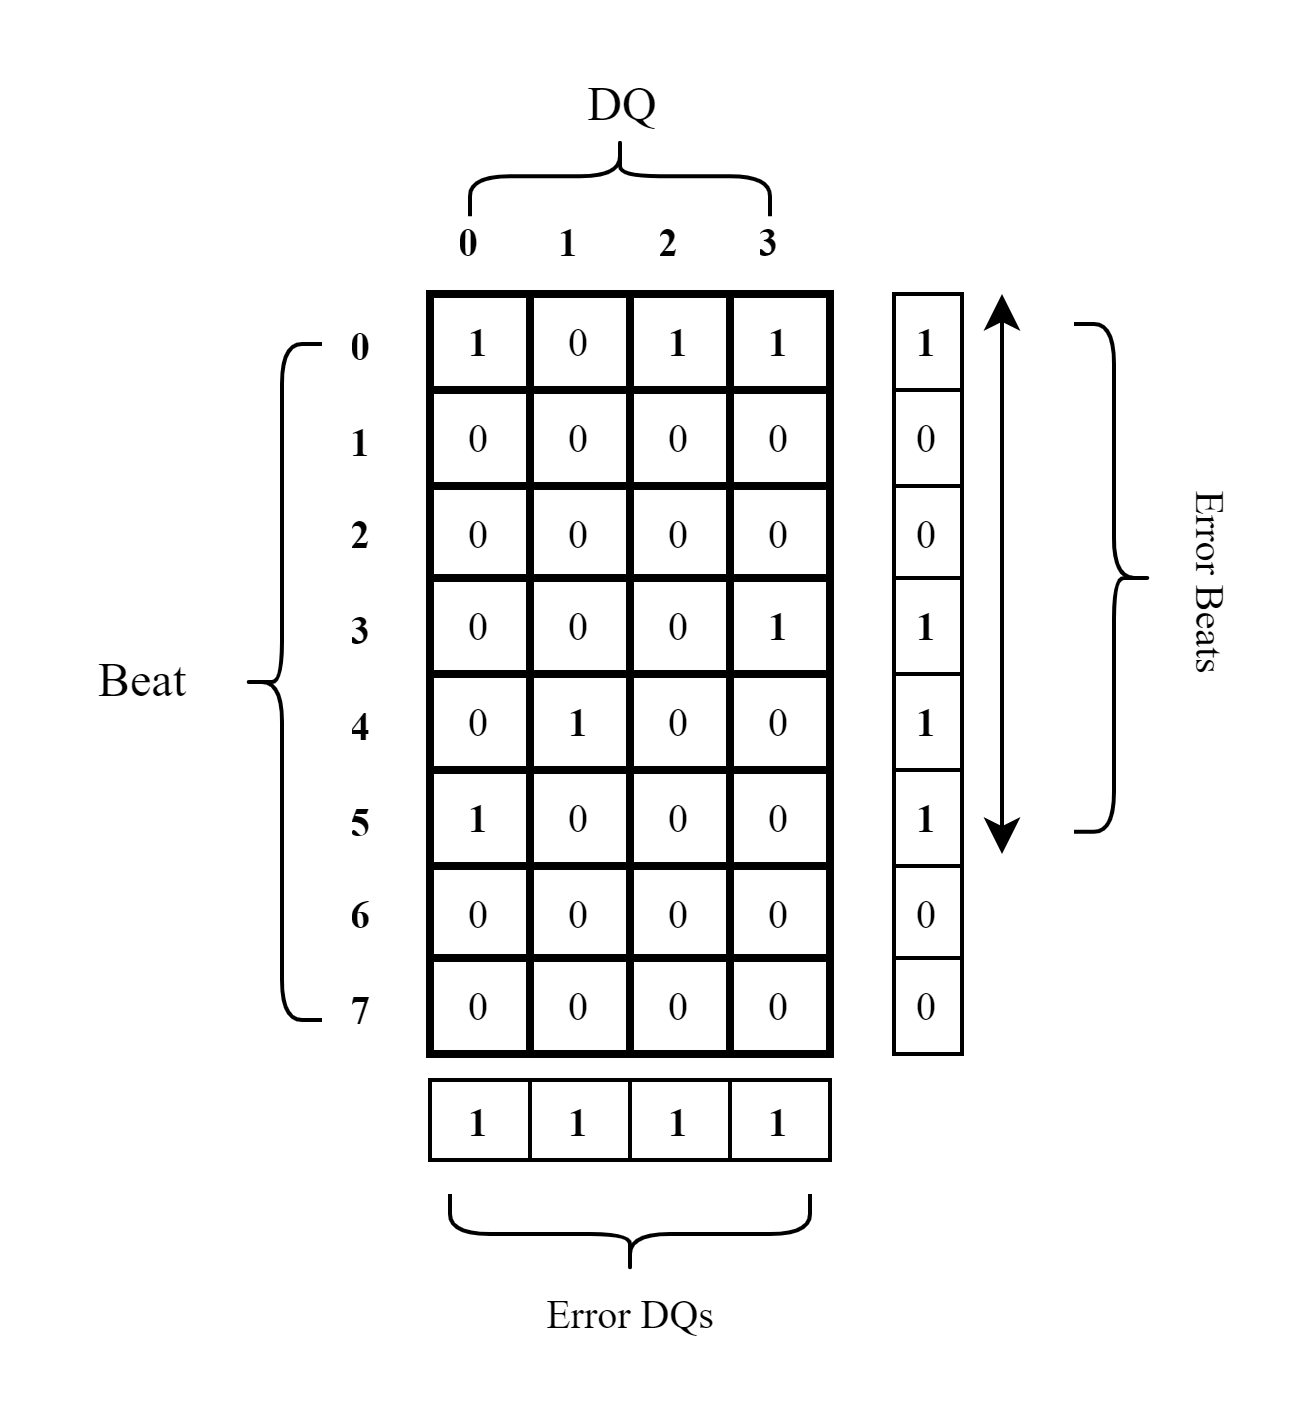 DQ
0 1 2 3
0 1 0 1 1 1
1 0 0 0 0 0
2 0 0 0 0 0
3 0 0 0 1 1
Beat
4 0 1 0 0 1
5 1 0 0 0 1
6 0 0 0 0 0
7 0 0 0 0 0
Error Beats
1 1 1 1
Error DQs